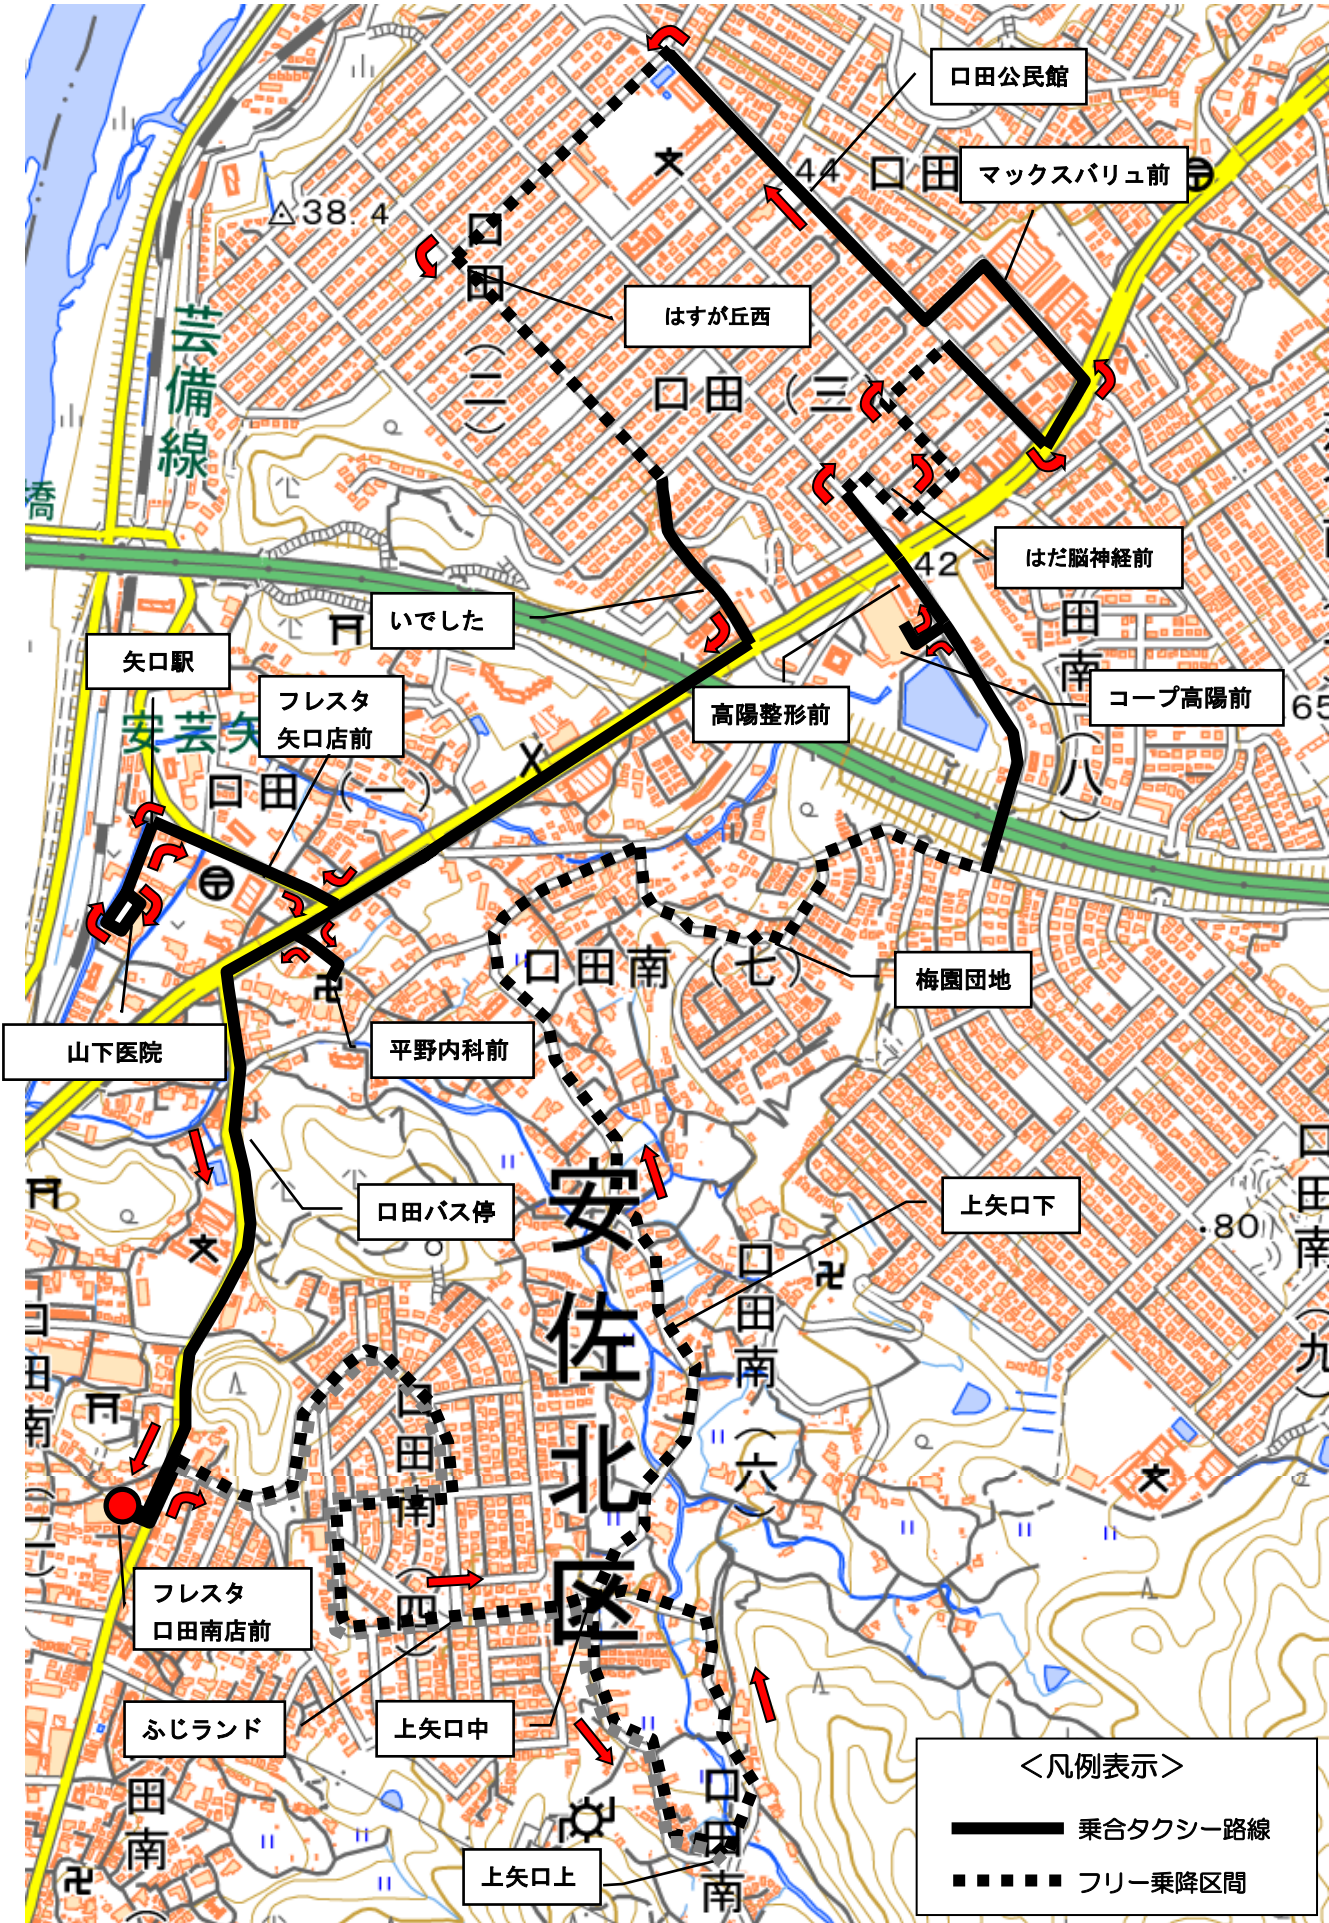 口田公民館
44
口田
マックスバリュ前
38.4
口田(二)
はすが丘西
口田(三)
芸備線
橋
42
はだ脳神経前
いでした
田南(八)
矢口駅
フレスタ
矢口店前
安芸矢
高陽整形前
コープ高陽前
65
口田(一)
口田南(七)
梅園団地
山下医院
平野内科前
口田バス停
安佐北区
上矢口下
口田南(六)
80
口田南(九)
口田南(四)
フレスタ
口田南店前
ふじランド
上矢口中
上矢口上
田南
口田南
<凡例表示>
乗合タクシー路線
フリー乗降区間